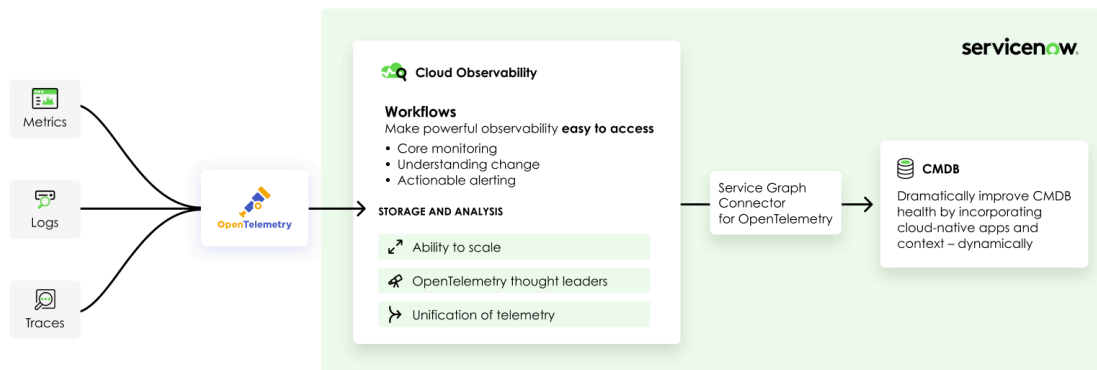 servicenow.
Metrics
Logs
Traces
OpenTelemetry
Cloud Observability
Workflows
Make powerful observability easy to access
• Core monitoring
• Understanding change
• Actionable alerting
STORAGE AND ANALYSIS
Ability to scale
OpenTelemetry thought leaders
Unification of telemetry
Service Graph
Connector
for OpenTelemetry
CMDB
Dramatically improve CMDB
health by incorporating
cloud-native apps and
context – dynamically